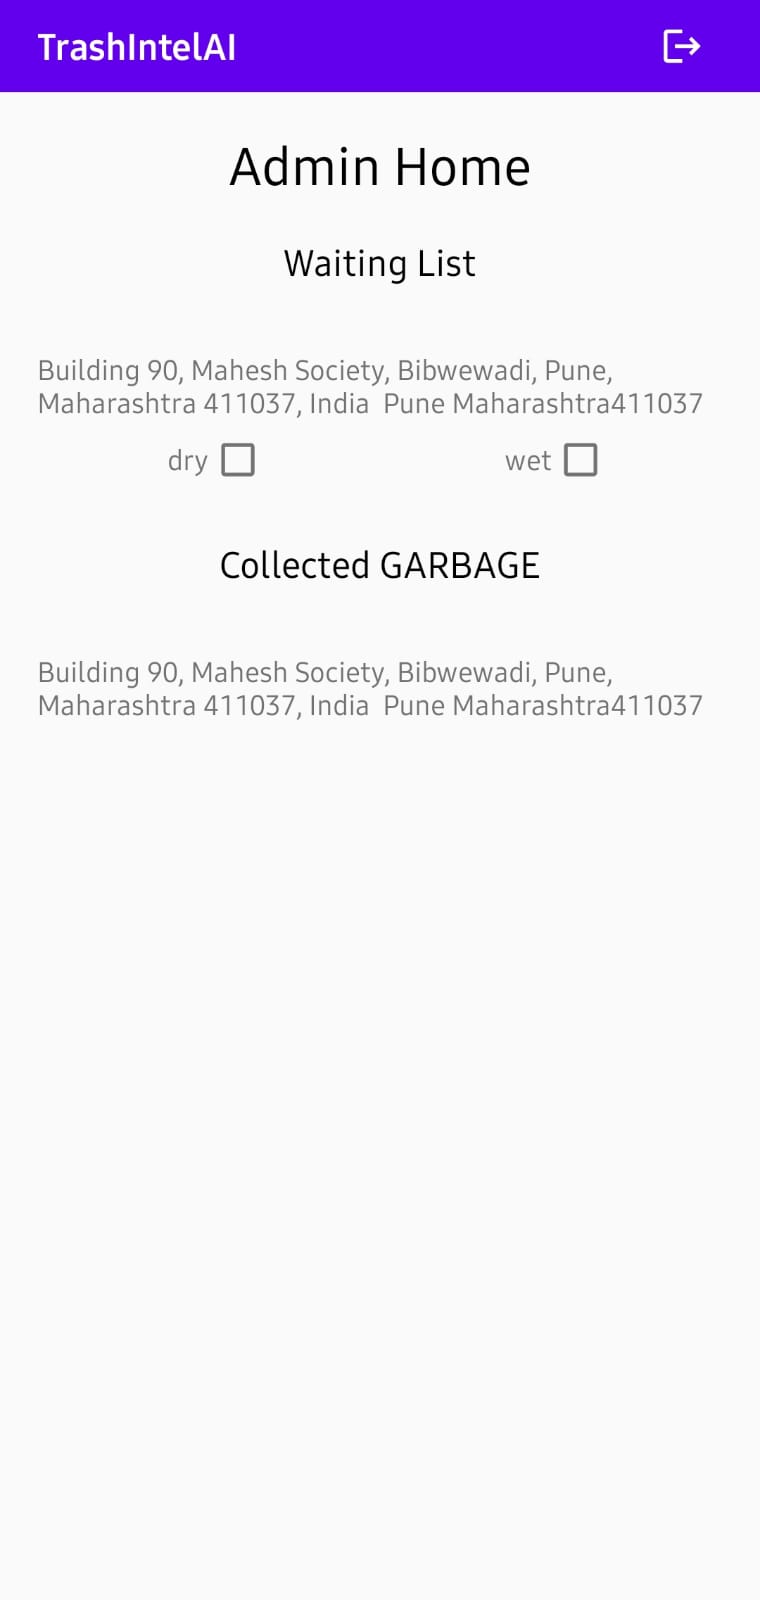 TrashIntelAI
Admin Home
Waiting List
Building 90, Mahesh Society, Bibwewadi, Pune,
Maharashtra 411037, India  Pune Maharashtra411037
dry wet
Collected GARBAGE
Building 90, Mahesh Society, Bibwewadi, Pune,
Maharashtra 411037, India  Pune Maharashtra411037